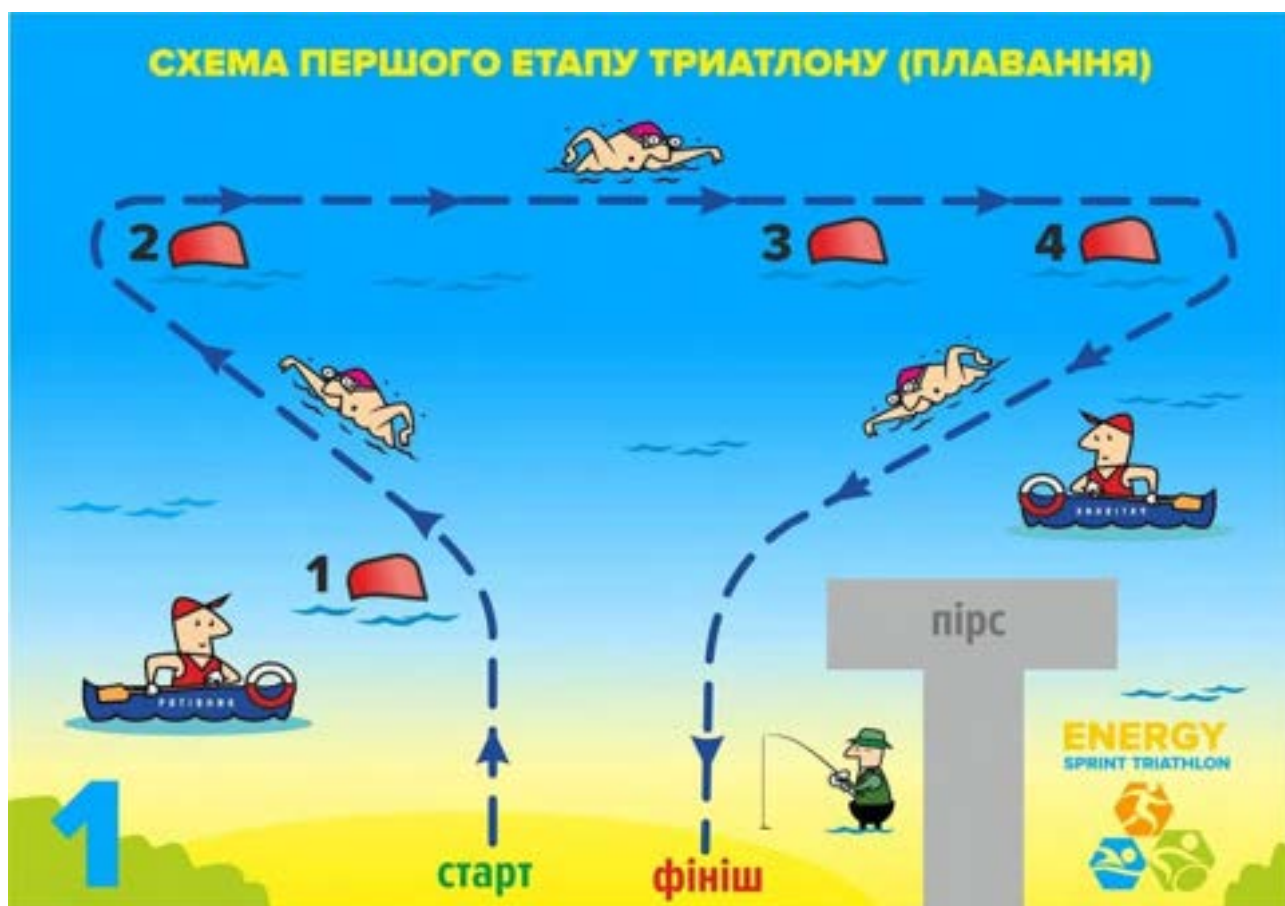 СХЕМА ПЕРШОГО ЕТАПУ ТРИАТЛОНУ (ПЛАВАННЯ)
2
3
4
1
пірс
ENERGY
SPRINT TRIATHLON
1
старт
фініш